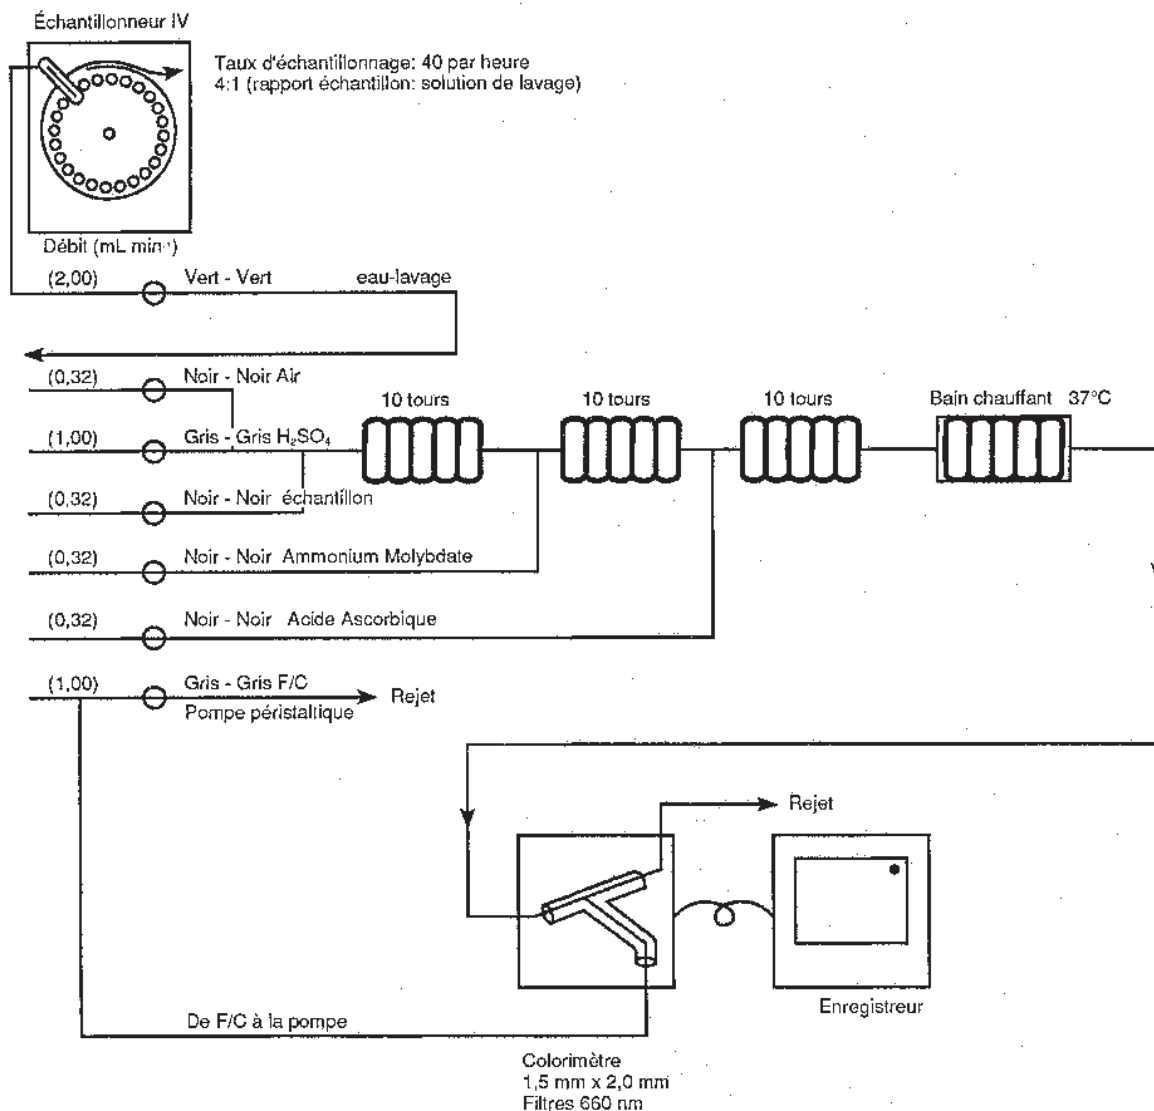 Échantillonneur IV
Taux d'échantillonnage: 40 par heure
4:1 (rapport échantillon: solution de lavage)
Débit (mL min⁻¹)
(2,00) Vert - Vert eau-lavage
(0,32) Noir - Noir Air
10 tours 10 tours 10 tours Bain chauffant 37°C
(1,00) Gris - Gris H₂SO₄
(0,32) Noir - Noir échantillon
(0,32) Noir - Noir Ammonium Molybdate
(0,32) Noir - Noir Acide Ascorbique
(1,00) Gris - Gris F/C Rejet
Pompe péristaltique
Rejet
Enregistreur
De F/C à la pompe
Colorimètre
1,5 mm x 2,0 mm
Filtres 660 nm